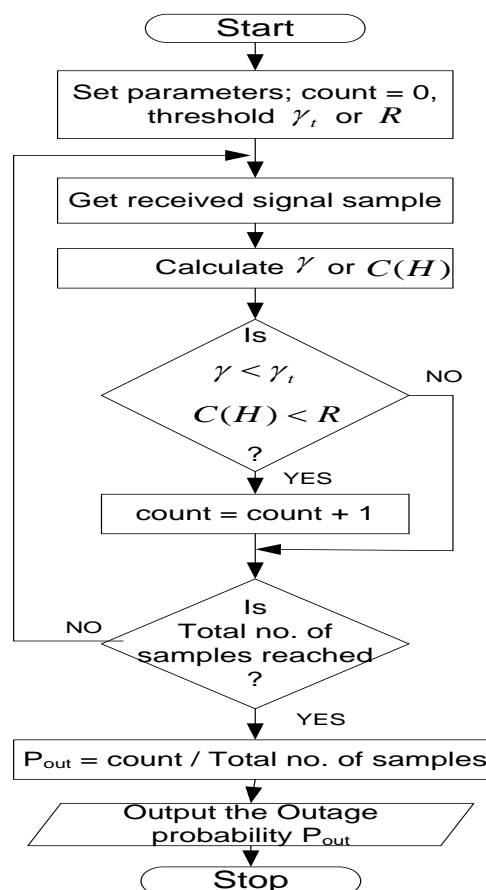 Start
Set parameters; count = 0,
threshold γₜ or R
Get received signal sample
Calculate γ or C(H)
Is
γ < γₜ
NO
C(H) < R
?
YES
count = count + 1
Is
NO
Total no. of
samples reached
?
YES
Pout = count / Total no. of samples
Output the Outage
probability Pout
Stop